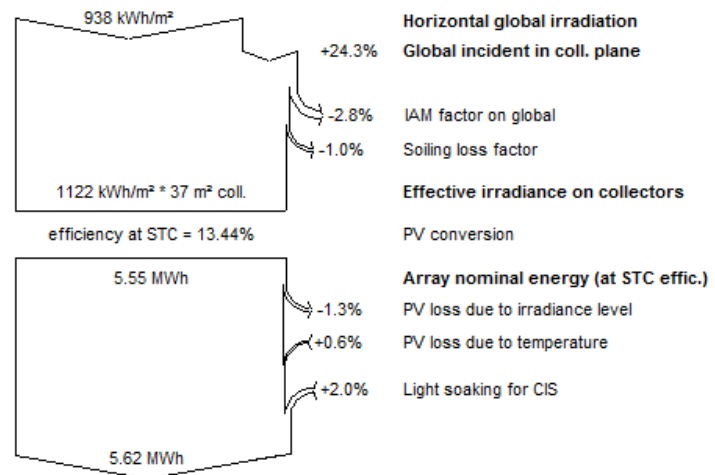 938 kWh/m² Horizontal global irradiation
+24.3% Global incident in coll. plane
-2.8% IAM factor on global
-1.0% Soiling loss factor
1122 kWh/m² * 37 m² coll. Effective irradiance on collectors
efficiency at STC = 13.44% PV conversion
5.55 MWh Array nominal energy (at STC effic.)
-1.3% PV loss due to irradiance level
+0.6% PV loss due to temperature
+2.0% Light soaking for CIS
5.62 MWh